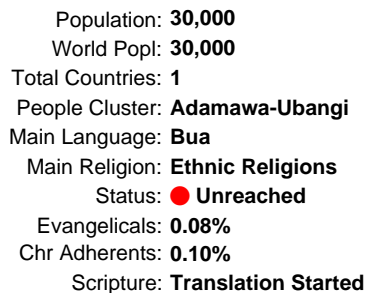 Population: 30,000
World Popl: 30,000
Total Countries: 1
People Cluster: Adamawa-Ubangi
Main Language: Bua
Main Religion: Ethnic Religions
Status: Unreached
Evangelicals: 0.08%
Chr Adherents: 0.10%
Scripture: Translation Started